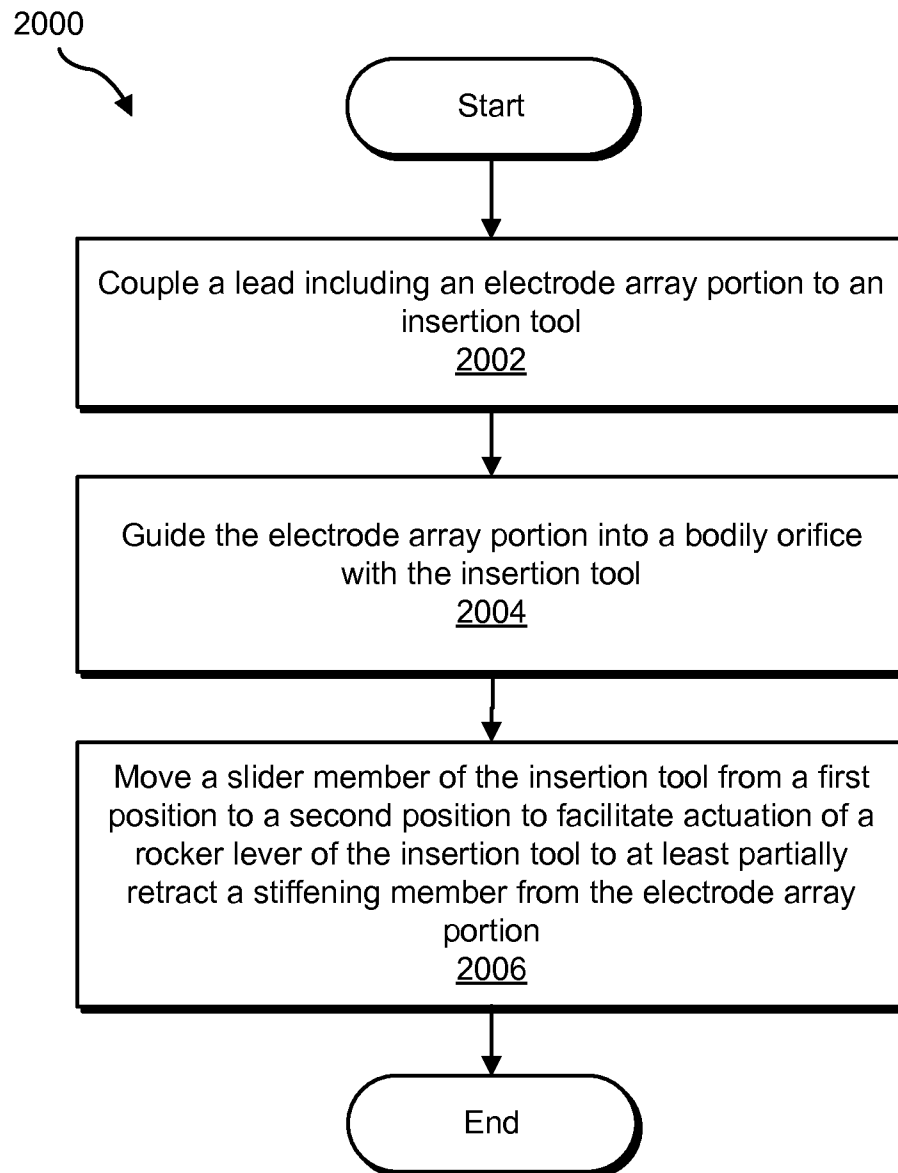 2000
Start
Couple a lead including an electrode array portion to an
insertion tool
2002
Guide the electrode array portion into a bodily orifice
with the insertion tool
2004
Move a slider member of the insertion tool from a first
position to a second position to facilitate actuation of a
rocker lever of the insertion tool to at least partially
retract a stiffening member from the electrode array
portion
2006
End